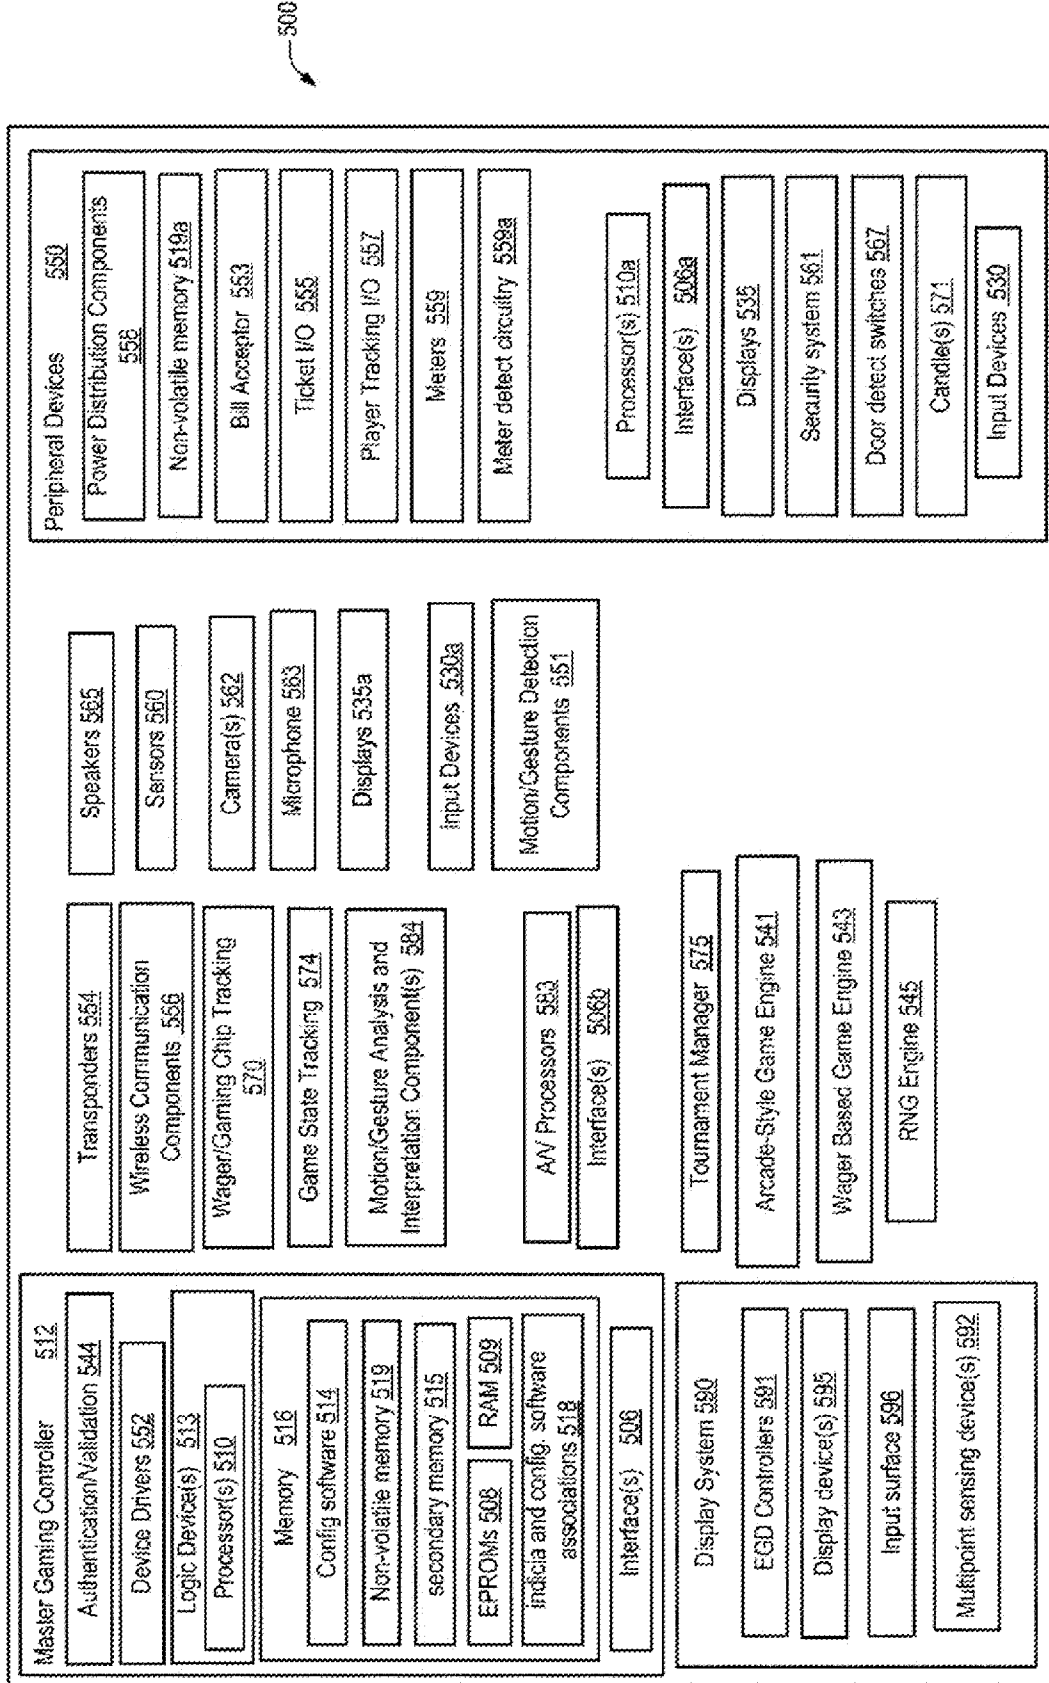 500
Master Gaming Controller 512
Authentication/Validation 544
Device Drivers 552
Logic Device(s) 513
Processor(s) 510
Memory 516
Config software 514
Non-volatile memory 519
secondary memory 515
EPROMs 508
RAM 509
indicia and config. software
associations 518
Interface(s) 506
Display System 590
EGD Controllers 591
Display device(s) 595
Input surface 596
Multipoint sensing device(s) 592
Transponders 554
Wireless Communication
Components 556
Wager/Gaming Chip Tracking
570
Game State Tracking 574
Motion/Gesture Analysis and
Interpretation Component(s) 584
A/V Processors 583
Interface(s) 506b
Tournament Manager 575
Arcade-Style Game Engine 541
Wager Based Game Engine 543
RNG Engine 545
Speakers 565
Sensors 560
Camera(s) 562
Microphone 563
Displays 535a
Input Devices 530a
Motion/Gesture Detection
Components 551
Peripheral Devices 550
Power Distribution Components
558
Non-volatile memory 519a
Bill Acceptor 553
Ticket I/O 555
Player Tracking I/O 557
Meters 559
Meter detect circuitry 559a
Processor(s) 510a
Interface(s) 506a
Displays 535
Security system 561
Door detect switches 567
Candle(s) 571
Input Devices 530